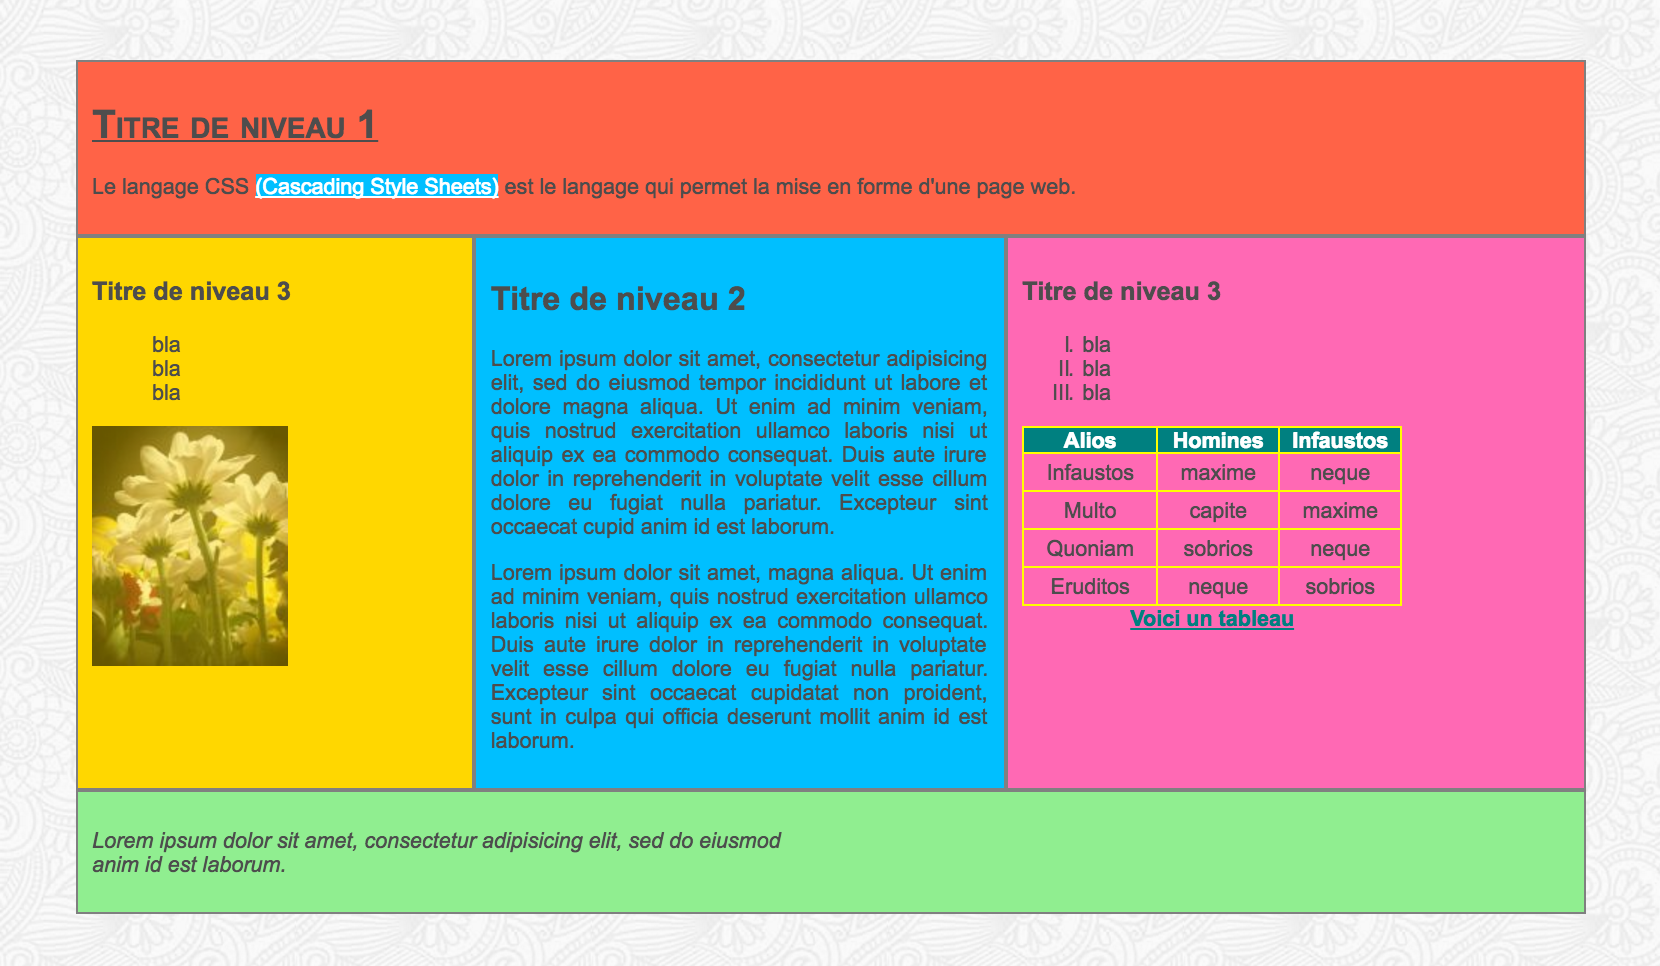 Titre de niveau 1
Le langage CSS (Cascading Style Sheets) est le langage qui permet la mise en forme d'une page web.
Titre de niveau 3
bla
bla
bla
Titre de niveau 2
Lorem ipsum dolor sit amet, consectetur adipisicing
elit, sed do eiusmod tempor incididunt ut labore et
dolore magna aliqua. Ut enim ad minim veniam,
quis nostrud exercitation ullamco laboris nisi ut
aliquip ex ea commodo consequat. Duis aute irure
dolor in reprehenderit in voluptate velit esse cillum
dolore eu fugiat nulla pariatur. Excepteur sint
occaecat cupid anim id est laborum.
Lorem ipsum dolor sit amet, magna aliqua. Ut enim
ad minim veniam, quis nostrud exercitation ullamco
laboris nisi ut aliquip ex ea commodo consequat.
Duis aute irure dolor in reprehenderit in voluptate
velit esse cillum dolore eu fugiat nulla pariatur.
Excepteur sint occaecat cupidatat non proident,
sunt in culpa qui officia deserunt mollit anim id est
laborum.
Titre de niveau 3
I. bla
II. bla
III. bla
Alios Homines Infaustos
Infaustos maxime neque
Multo capite maxime
Quoniam sobrios neque
Eruditos neque sobrios
Voici un tableau
Lorem ipsum dolor sit amet, consectetur adipisicing elit, sed do eiusmod
anim id est laborum.